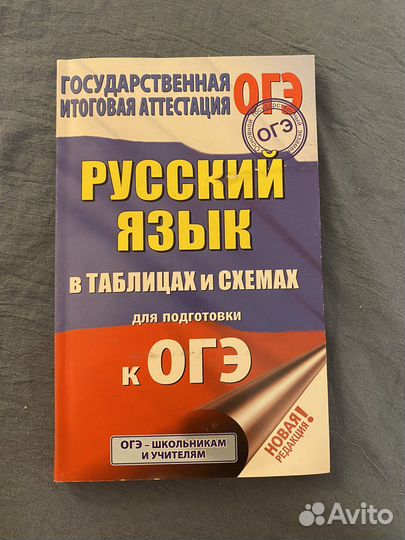 ГОСУДАРСТВЕННАЯ
ИТОГОВАЯ АТТЕСТАЦИЯ
ОГЭ
ОГЭ
РУССКИЙ
ЯЗЫК
в ТАБЛИЦАХ и СХЕМАХ
для подготовки
к ОГЭ
НОВАЯ
РЕДАКЦИЯ!
ОГЭ – ШКОЛЬНИКАМ
И УЧИТЕЛЯМ
Avito